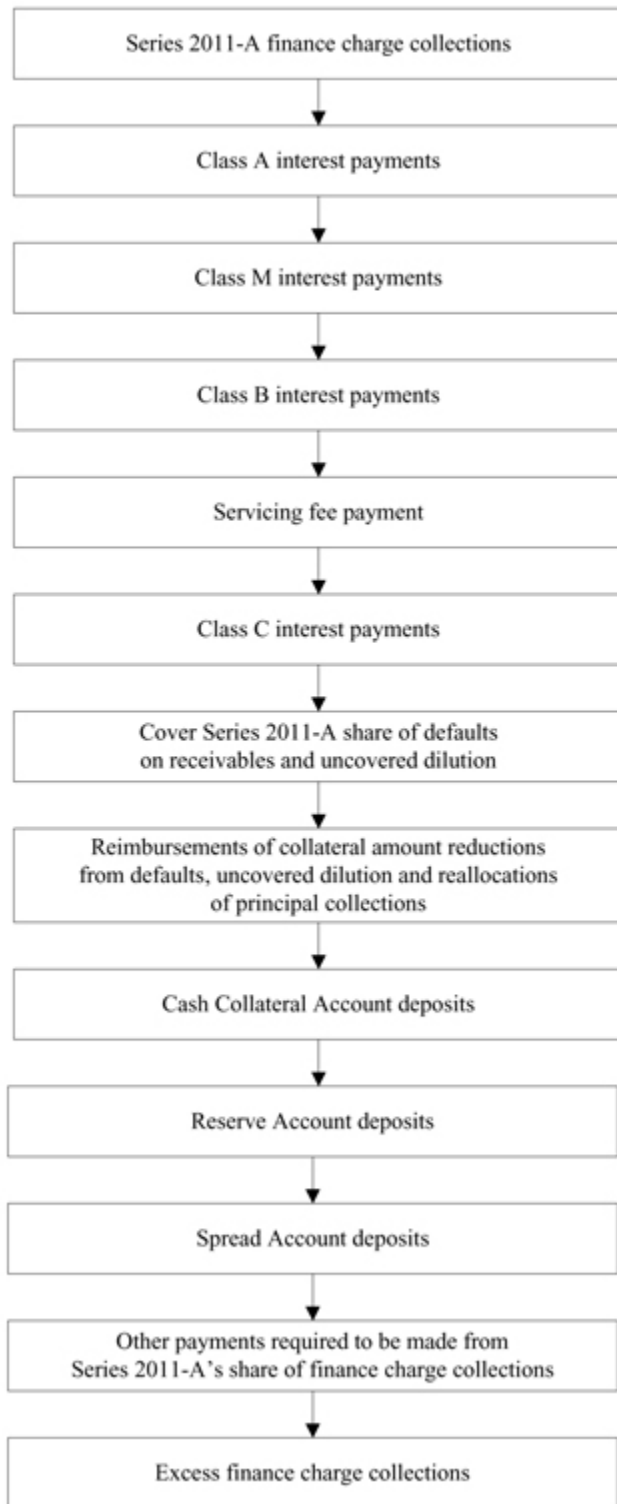 Series 2011-A finance charge collections
Class A interest payments
Class M interest payments
Class B interest payments
Servicing fee payment
Class C interest payments
Cover Series 2011-A share of defaults
on receivables and uncovered dilution
Reimbursements of collateral amount reductions
from defaults, uncovered dilution and reallocations
of principal collections
Cash Collateral Account deposits
Reserve Account deposits
Spread Account deposits
Other payments required to be made from
Series 2011-A’s share of finance charge collections
Excess finance charge collections